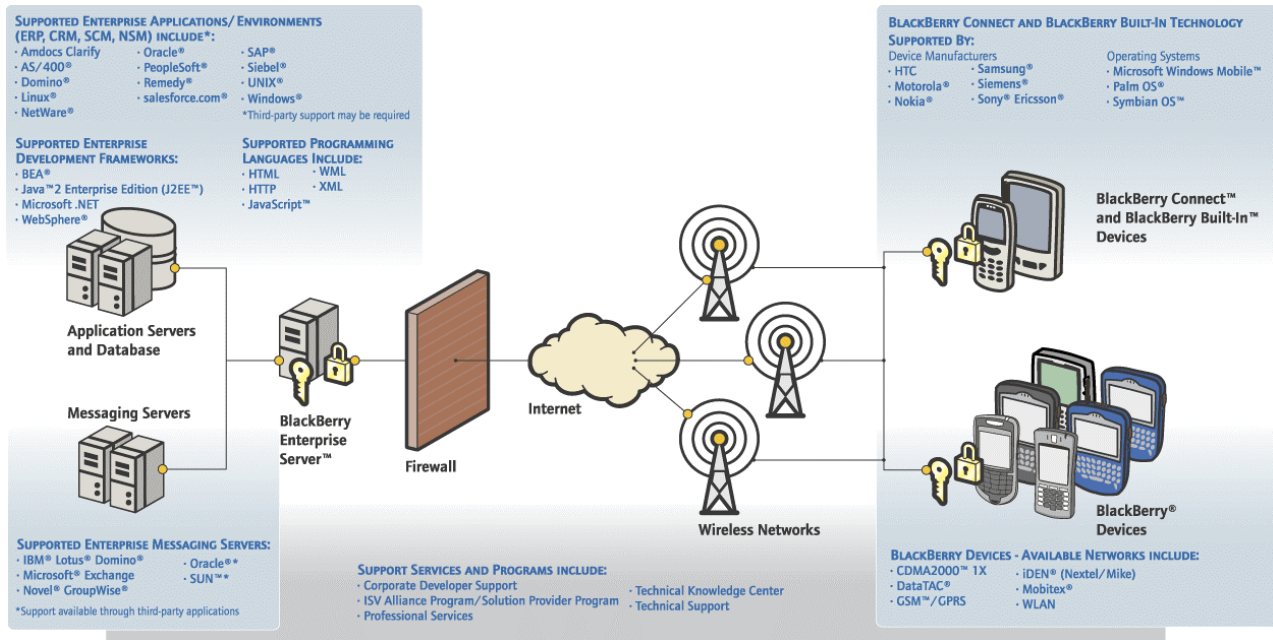 SUPPORTED ENTERPRISE APPLICATIONS/ENVIRONMENTS
(ERP, CRM, SCM, NSM) INCLUDE*:
· Amdocs Clarify
· AS/400®
· Domino®
· Linux®
· NetWare®
· Oracle®
· PeopleSoft®
· Remedy®
· salesforce.com®
· SAP®
· Siebel®
· UNIX®
· Windows®
*Third-party support may be required
SUPPORTED ENTERPRISE
DEVELOPMENT FRAMEWORKS:
· BEA®
· Java™2 Enterprise Edition (J2EE™)
· Microsoft .NET
· WebSphere®
SUPPORTED PROGRAMMING
LANGUAGES INCLUDE:
· HTML
· HTTP
· JavaScript™
· WML
· XML
Application Servers
and Database
Messaging Servers
SUPPORTED ENTERPRISE MESSAGING SERVERS:
· IBM® Lotus® Domino®
· Microsoft® Exchange
· Novel® GroupWise®
· Oracle®*
· SUN™*
*Support available through third-party applications
BlackBerry
Enterprise
Server™
Firewall
Internet
Wireless Networks
SUPPORT SERVICES AND PROGRAMS INCLUDE:
· Corporate Developer Support
· ISV Alliance Program/Solution Provider Program
· Professional Services
· Technical Knowledge Center
· Technical Support
BLACKBERRY CONNECT AND BLACKBERRY BUILT-IN TECHNOLOGY
SUPPORTED BY:
Device Manufacturers
· HTC
· Motorola®
· Nokia®
· Samsung®
· Siemens®
· Sony® Ericsson®
Operating Systems
· Microsoft Windows Mobile™
· Palm OS®
· Symbian OS™
BlackBerry Connect™
and BlackBerry Built-In™
Devices
BlackBerry®
Devices
BLACKBERRY DEVICES - AVAILABLE NETWORKS INCLUDE:
· CDMA2000™ 1X
· DataTAC®
· GSM™/GPRS
· iDEN® (Nextel/Mike)
· Mobitex®
· WLAN